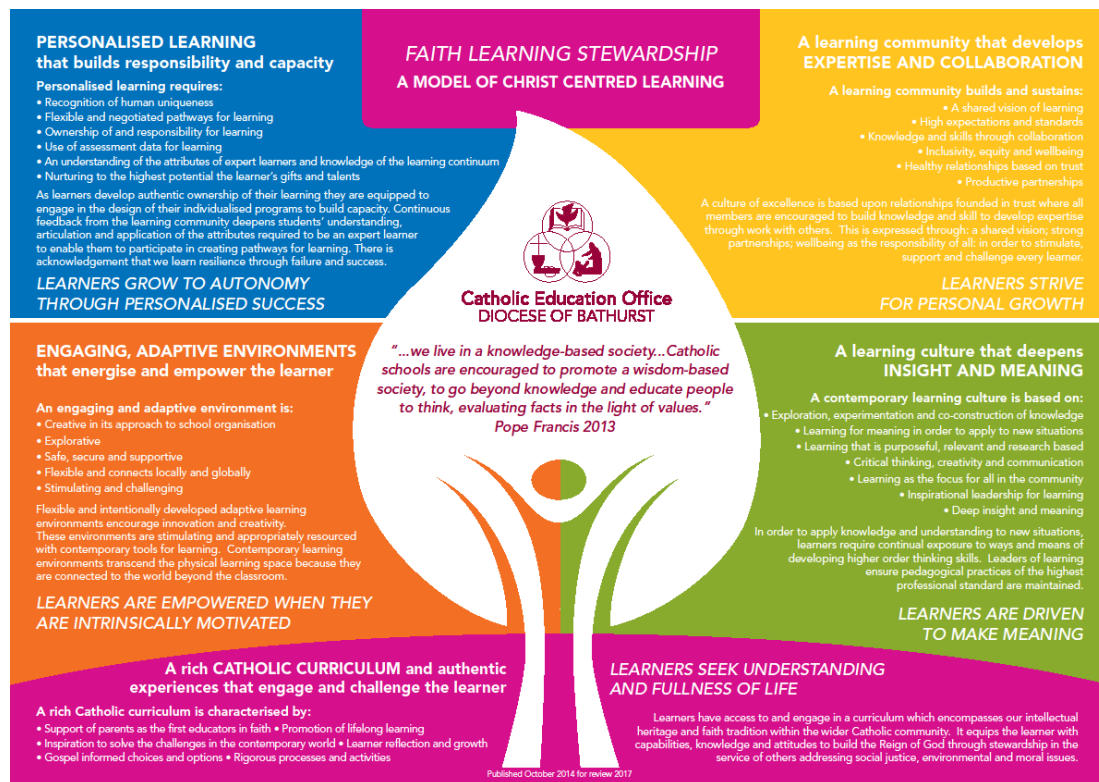 FAITH LEARNING STEWARDSHIP
A MODEL OF CHRIST CENTRED LEARNING
PERSONALISED LEARNING
that builds responsibility and capacity
Personalised learning requires:
• Recognition of human uniqueness
• Flexible and negotiated pathways for learning
• Ownership of and responsibility for learning
• Use of assessment data for learning
• An understanding of the attributes of expert learners and knowledge of the learning continuum
• Nurturing to the highest potential the learner's gifts and talents
As learners develop authentic ownership of their learning they are equipped to
engage in the design of their individualised programs to build capacity. Continuous
feedback from the learning community deepens students' understanding,
articulation and application of the attributes required to be an expert learner
to enable them to participate in creating pathways for learning. There is
acknowledgement that we learn resilience through failure and success.
LEARNERS GROW TO AUTONOMY
THROUGH PERSONALISED SUCCESS
A learning community that develops
EXPERTISE AND COLLABORATION
A learning community builds and sustains:
• A shared vision of learning
• High expectations and standards
• Knowledge and skills through collaboration
• Inclusivity, equity and wellbeing
• Healthy relationships based on trust
• Productive partnerships
A culture of excellence is based upon relationships founded in trust where all
members are encouraged to build knowledge and skill to develop expertise
through work with others. This is expressed through: a shared vision; strong
partnerships; wellbeing as the responsibility of all: in order to stimulate,
support and challenge every learner.
LEARNERS STRIVE
FOR PERSONAL GROWTH
Catholic Education Office
DIOCESE OF BATHURST
"...we live in a knowledge-based society...Catholic
schools are encouraged to promote a wisdom-based
society, to go beyond knowledge and educate people
to think, evaluating facts in the light of values."
Pope Francis 2013
ENGAGING, ADAPTIVE ENVIRONMENTS
that energise and empower the learner
An engaging and adaptive environment is:
• Creative in its approach to school organisation
• Explorative
• Safe, secure and supportive
• Flexible and connects locally and globally
• Stimulating and challenging
Flexible and intentionally developed adaptive learning
environments encourage innovation and creativity.
These environments are stimulating and appropriately resourced
with contemporary tools for learning. Contemporary learning
environments transcend the physical learning space because they
are connected to the world beyond the classroom.
LEARNERS ARE EMPOWERED WHEN THEY
ARE INTRINSICALLY MOTIVATED
A learning culture that deepens
INSIGHT AND MEANING
A contemporary learning culture is based on:
• Exploration, experimentation and co-construction of knowledge
• Learning for meaning in order to apply to new situations
• Learning that is purposeful, relevant and research based
• Critical thinking, creativity and communication
• Learning as the focus for all in the community
• Inspirational leadership for learning
• Deep insight and meaning
In order to apply knowledge and understanding to new situations,
learners require continual exposure to ways and means of
developing higher order thinking skills. Leaders of learning
ensure pedagogical practices of the highest
professional standard are maintained.
LEARNERS ARE DRIVEN
TO MAKE MEANING
A rich CATHOLIC CURRICULUM and authentic
experiences that engage and challenge the learner
A rich Catholic curriculum is characterised by:
• Support of parents as the first educators in faith • Promotion of lifelong learning
• Inspiration to solve the challenges in the contemporary world • Learner reflection and growth
• Gospel informed choices and options • Rigorous processes and activities
LEARNERS SEEK UNDERSTANDING
AND FULLNESS OF LIFE
Learners have access to and engage in a curriculum which encompasses our intellectual
heritage and faith tradition within the wider Catholic community. It equips the learner with
capabilities, knowledge and attitudes to build the Reign of God through stewardship in the
service of others addressing social justice, environmental and moral issues.
Published October 2014 for review 2017